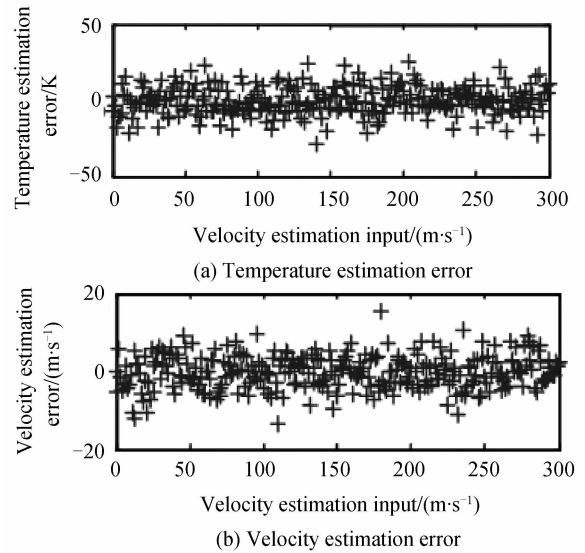 50
0
−50
Temperature estimation
error/K
0 50 100 150 200 250 300
Velocity estimation input/(m·s⁻¹)
(a) Temperature estimation error
20
0
−20
Velocity estimation
error/(m·s⁻¹)
0 50 100 150 200 250 300
Velocity estimation input/(m·s⁻¹)
(b) Velocity estimation error